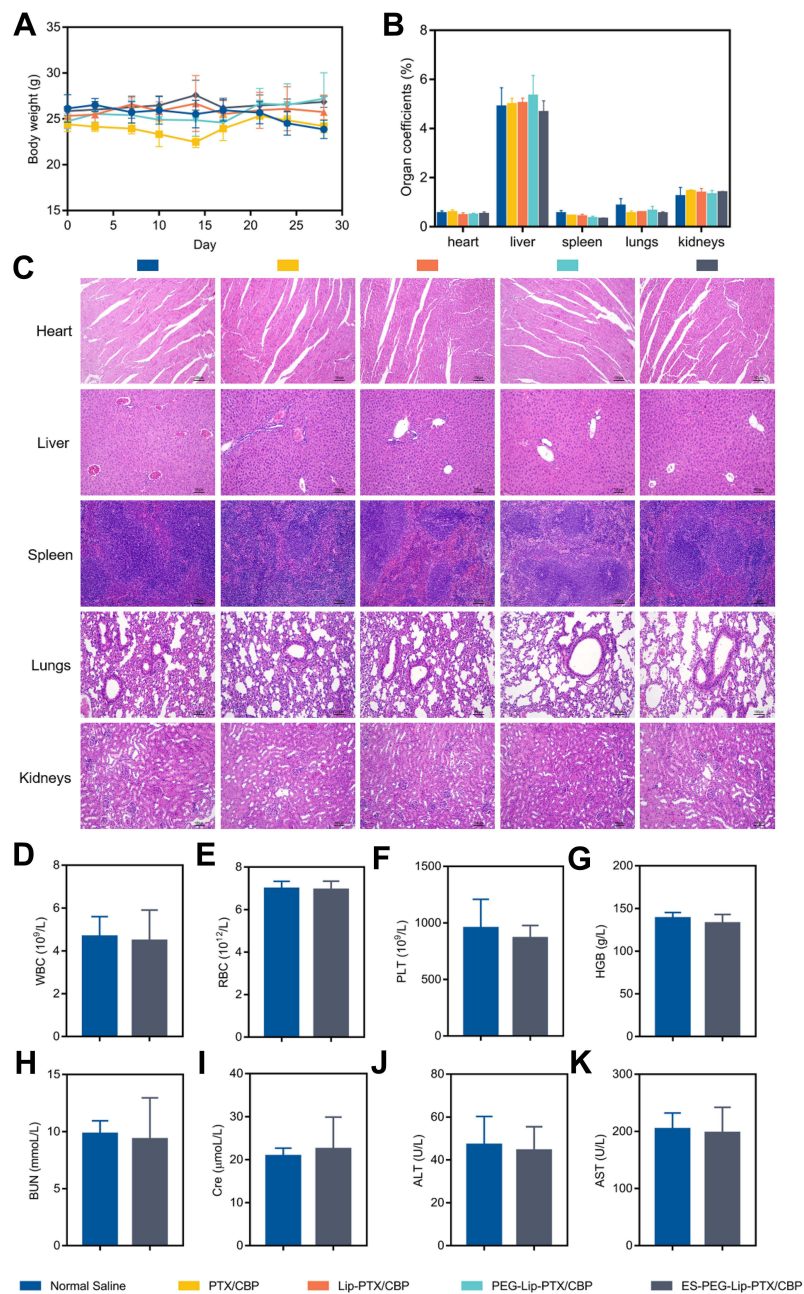 A
B
35
30
25
20
15
Body weight (g)
0 5 10 15 20 25 30
Day
8
6
4
2
0
Organ coefficients (%)
heart liver spleen lungs kidneys
C
Heart
Liver
Spleen
Lungs
Kidneys
D
E
F
G
8
6
4
2
0
WBC (10⁹/L)
8
6
4
2
0
RBC (10¹²/L)
1500
1000
500
0
PLT (10⁹/L)
200
150
100
50
0
HGB (g/L)
H
I
J
K
15
10
5
0
BUN (mmoL/L)
40
30
20
10
0
Cre (μmoL/L)
80
60
40
20
0
ALT (U/L)
300
200
100
0
AST (U/L)
Normal Saline PTX/CBP Lip-PTX/CBP PEG-Lip-PTX/CBP ES-PEG-Lip-PTX/CBP